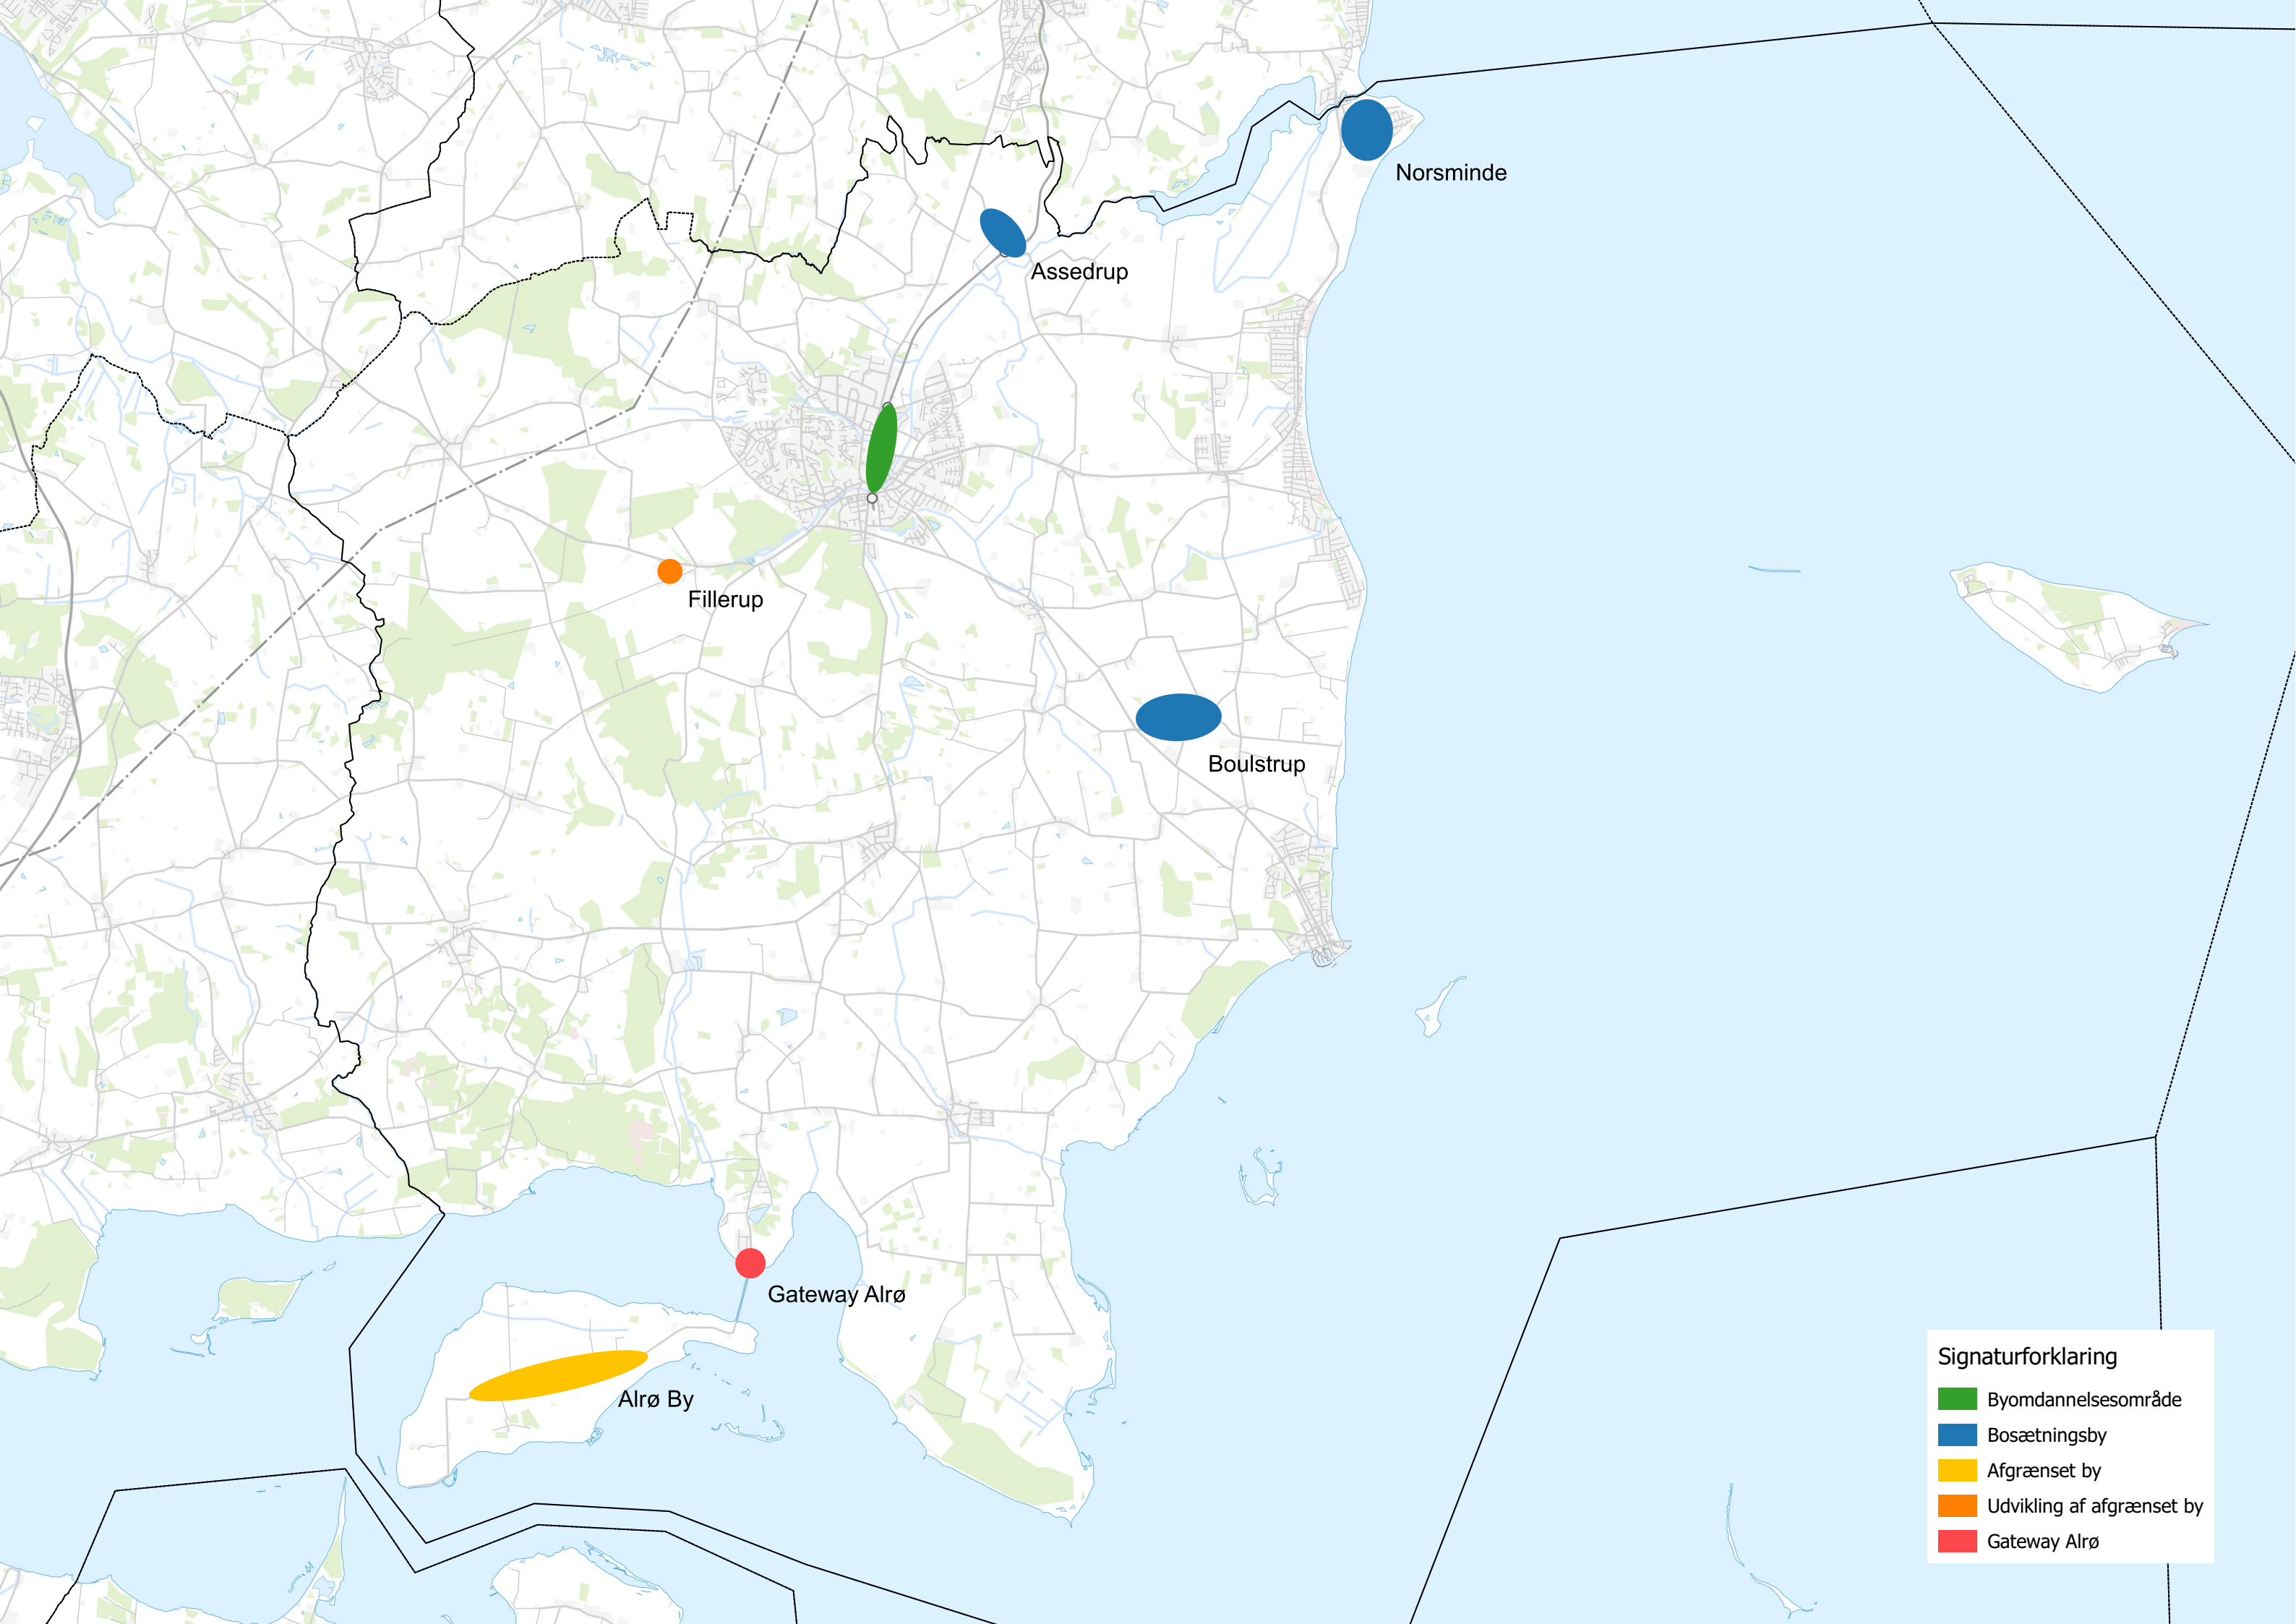 Norsminde
Assedrup
Fillerup
Boulstrup
Gateway Alrø
Alrø By
Signaturforklaring
Byomdannelsesområde
Bosætningsby
Afgrænset by
Udvikling af afgrænset by
Gateway Alrø